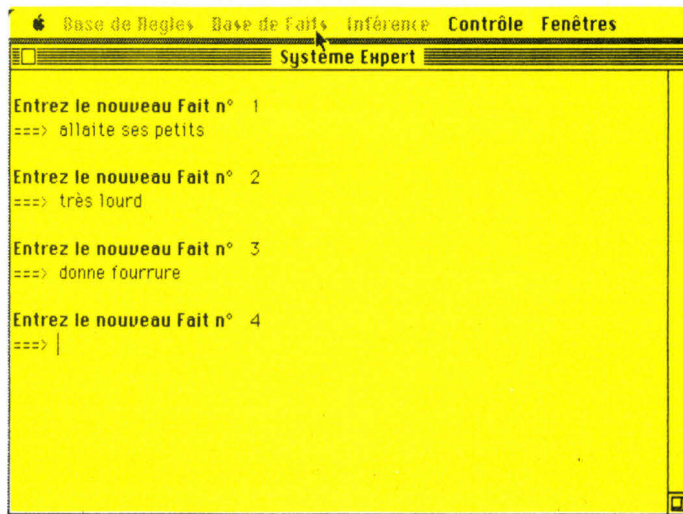 Base de Regles Base de Faits Inférence Contrôle Fenêtres
Système Expert
Entrez le nouveau Fait n° 1
===> allaite ses petits
Entrez le nouveau Fait n° 2
===> très lourd
Entrez le nouveau Fait n° 3
===> donne fourrure
Entrez le nouveau Fait n° 4
===>